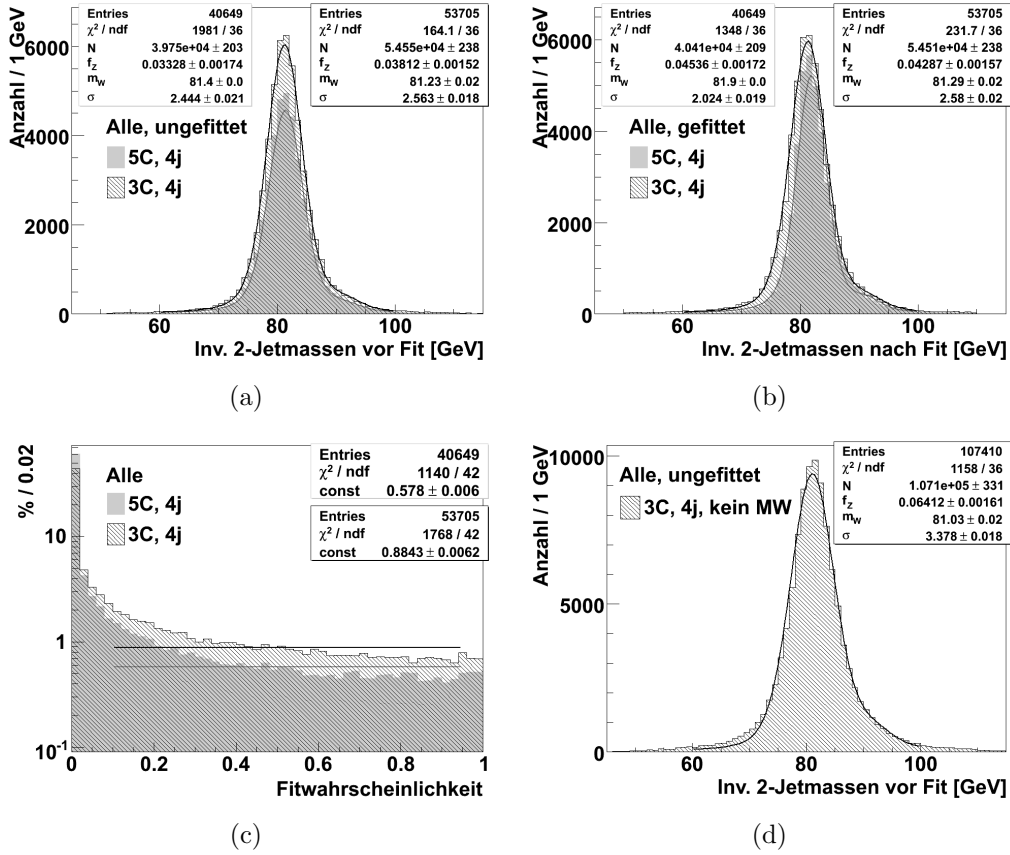 Entries 40649
χ² / ndf 1981 / 36
N 3.975e+04 ± 203
f_Z 0.03328 ± 0.00174
m_W 81.4 ± 0.0
σ 2.444 ± 0.021
Entries 53705
χ² / ndf 164.1 / 36
N 5.455e+04 ± 238
f_Z 0.03812 ± 0.00152
m_W 81.23 ± 0.02
σ 2.563 ± 0.018
Anzahl / 1 GeV
6000
4000
2000
0
Alle, ungefittet
5C, 4j
3C, 4j
60 80 100
Inv. 2-Jetmassen vor Fit [GeV]
(a)
Entries 40649
χ² / ndf 1348 / 36
N 4.041e+04 ± 209
f_Z 0.04536 ± 0.00172
m_W 81.9 ± 0.0
σ 2.024 ± 0.019
Entries 53705
χ² / ndf 231.7 / 36
N 5.451e+04 ± 238
f_Z 0.04287 ± 0.00157
m_W 81.29 ± 0.02
σ 2.58 ± 0.02
Anzahl / 1 GeV
6000
4000
2000
0
Alle, gefittet
5C, 4j
3C, 4j
60 80 100
Inv. 2-Jetmassen nach Fit [GeV]
(b)
Entries 40649
χ² / ndf 1140 / 42
const 0.578 ± 0.006
Entries 53705
χ² / ndf 1768 / 42
const 0.8843 ± 0.0062
% / 0.02
10
1
10⁻¹
Alle
5C, 4j
3C, 4j
0 0.2 0.4 0.6 0.8 1
Fitwahrscheinlichkeit
(c)
Entries 107410
χ² / ndf 1158 / 36
N 1.071e+05 ± 331
f_Z 0.06412 ± 0.00161
m_W 81.03 ± 0.02
σ 3.378 ± 0.018
Anzahl / 1 GeV
10000
5000
0
Alle, ungefittet
3C, 4j, kein MW
60 80 100
Inv. 2-Jetmassen vor Fit [GeV]
(d)